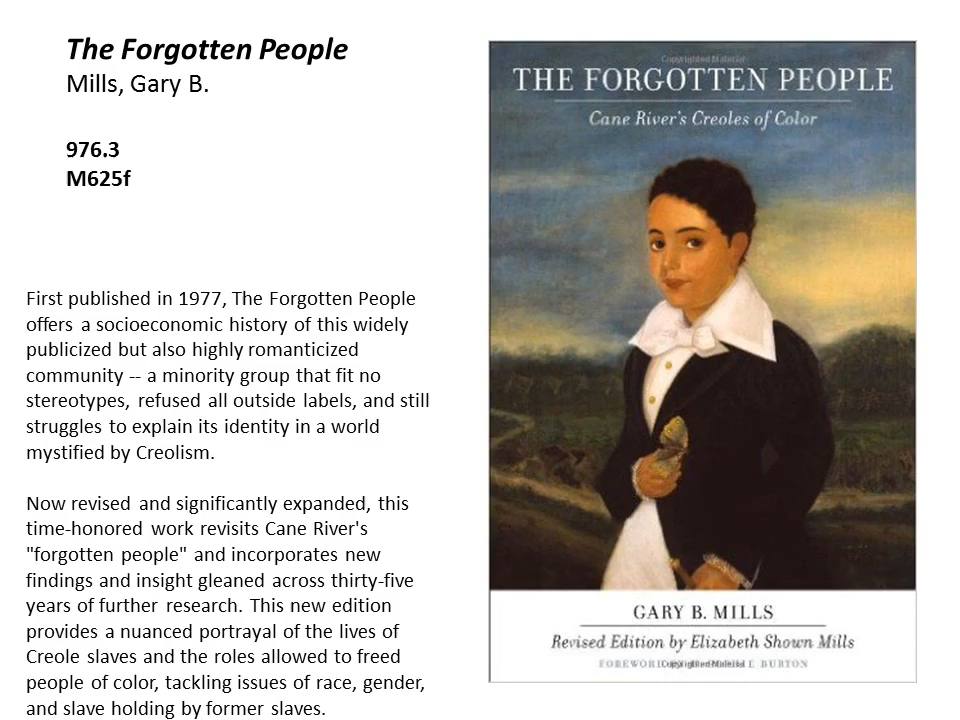 The Forgotten People
Mills, Gary B.
976.3
M625f
First published in 1977, The Forgotten People
offers a socioeconomic history of this widely
publicized but also highly romanticized
community -- a minority group that fit no
stereotypes, refused all outside labels, and still
struggles to explain its identity in a world
mystified by Creolism.
Now revised and significantly expanded, this
time-honored work revisits Cane River's
"forgotten people" and incorporates new
findings and insight gleaned across thirty-five
years of further research. This new edition
provides a nuanced portrayal of the lives of
Creole slaves and the roles allowed to freed
people of color, tackling issues of race, gender,
and slave holding by former slaves.
Copyrighted Material
THE FORGOTTEN PEOPLE
Cane River's Creoles of Color
GARY B. MILLS
Revised Edition by Elizabeth Shown Mills
Copyrighted Material
BURTON